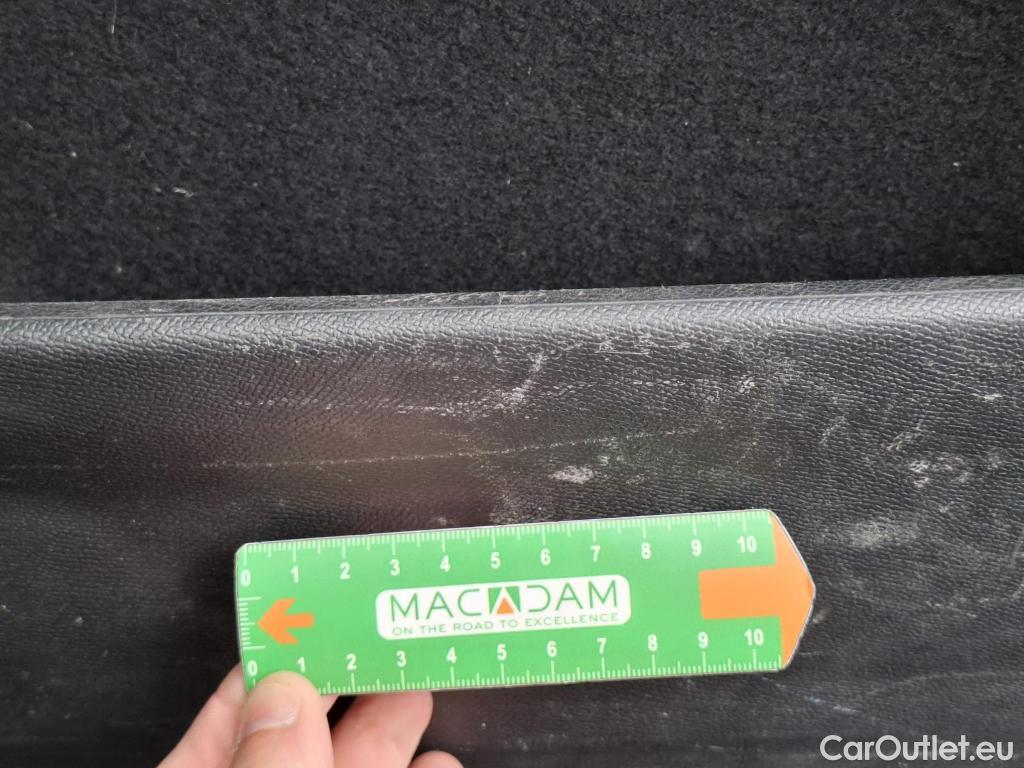 0 1 2 3 4 5 6 7 8 9 10
MACADAM
ON THE ROAD TO EXCELLENCE
0 1 2 3 4 5 6 7 8 9 10
CarOutlet.eu